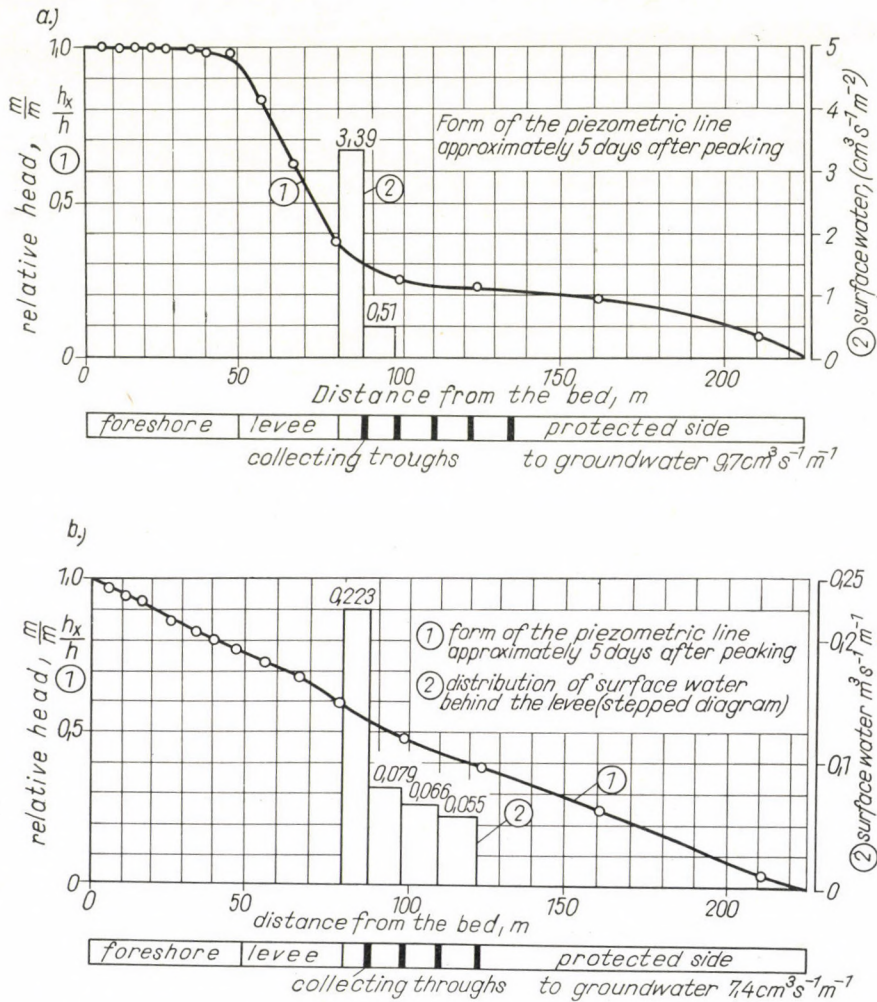 a.)
1,0
0,5
0
relative head, m/m hx/h
①
Form of the piezometric line
approximately 5 days after peaking
3,39
②
①
0,51
5
4
3
2
1
0
② surface water, (cm³s⁻¹m⁻²)
0 50 100 150 200
Distance from the bed, m
foreshore levee protected side
collecting troughs to groundwater 9,7cm³s⁻¹m⁻¹
b.)
1,0
0,5
0
relative head, m/m hx/h
①
0,223
① form of the piezometric line
approximately 5 days after peaking
② distribution of surface water
behind the levee (stepped diagram)
0,079
0,066
0,055
①
②
0,25
0,2
0,1
0
② surface water m³s⁻¹m⁻¹
0 50 100 150 200
distance from the bed, m
foreshore levee protected side
collecting throughs to groundwater 7,4cm³s⁻¹m⁻¹